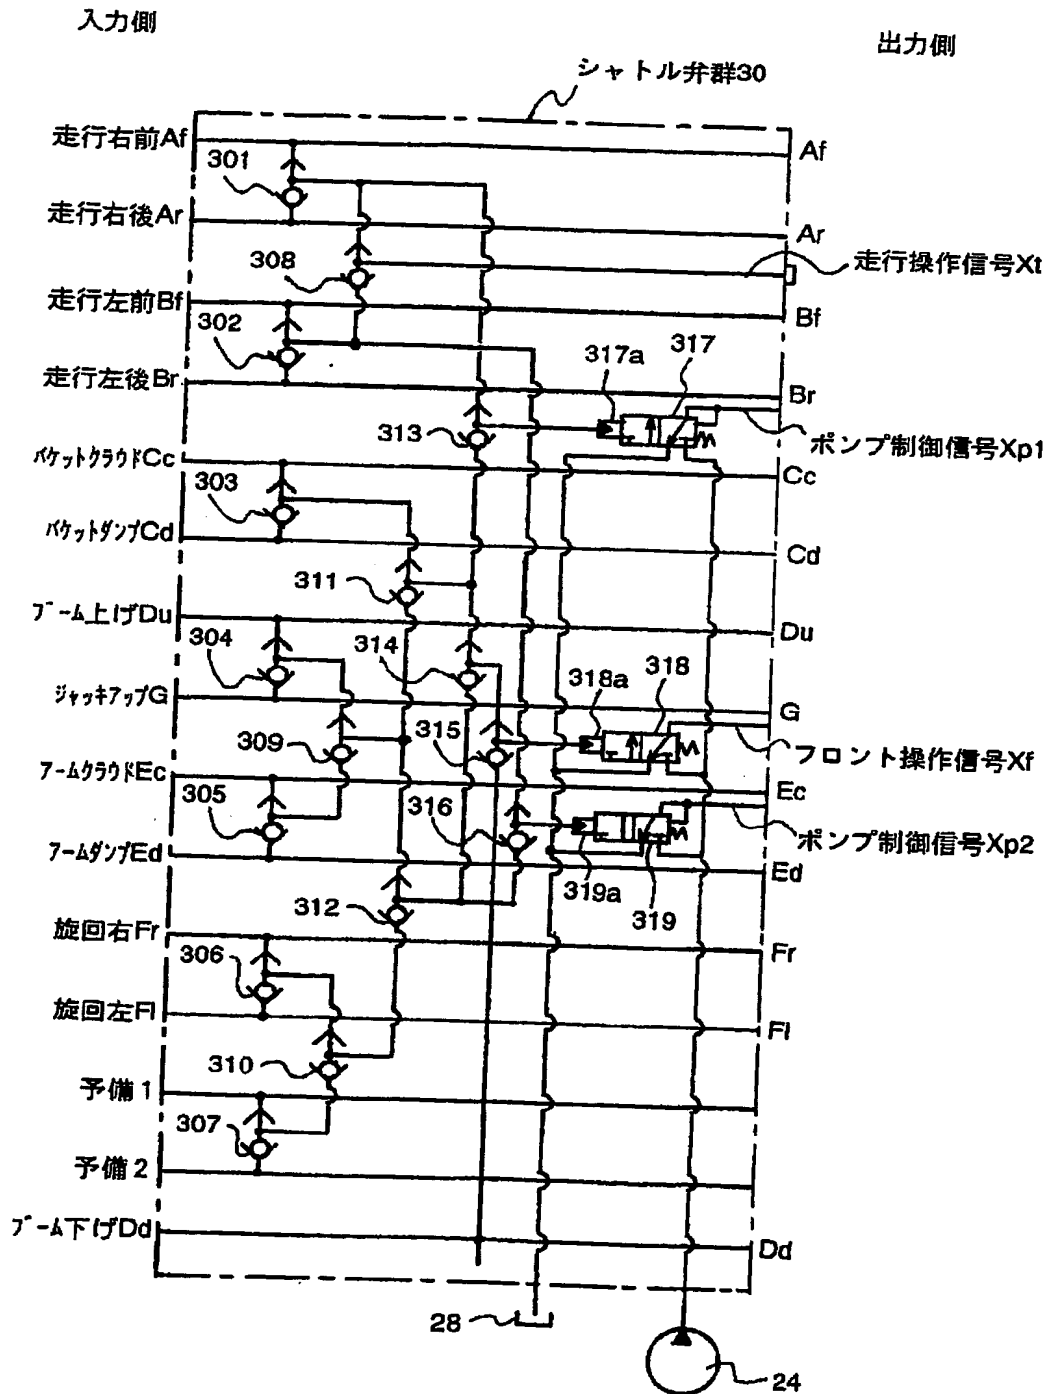 入力側
出力側
シャトル弁群30
走行右前Af
Af
301
走行右後Ar
Ar
308
走行操作信号Xt
走行左前Bf
Bf
302
317a
317
走行左後Br
Br
313
ポンプ制御信号Xp1
バケットクラウドCc
Cc
303
バケットダンプCd
Cd
311
ブーム上げDu
Du
304
314
318a
318
ジャッキアップG
G
309
315
フロント操作信号Xf
アームクラウドEc
Ec
305
316
ポンプ制御信号Xp2
アームダンプEd
Ed
319a
319
312
旋回右Fr
Fr
306
旋回左Fl
Fl
310
予備1
307
予備2
ブーム下げDd
Dd
28
24